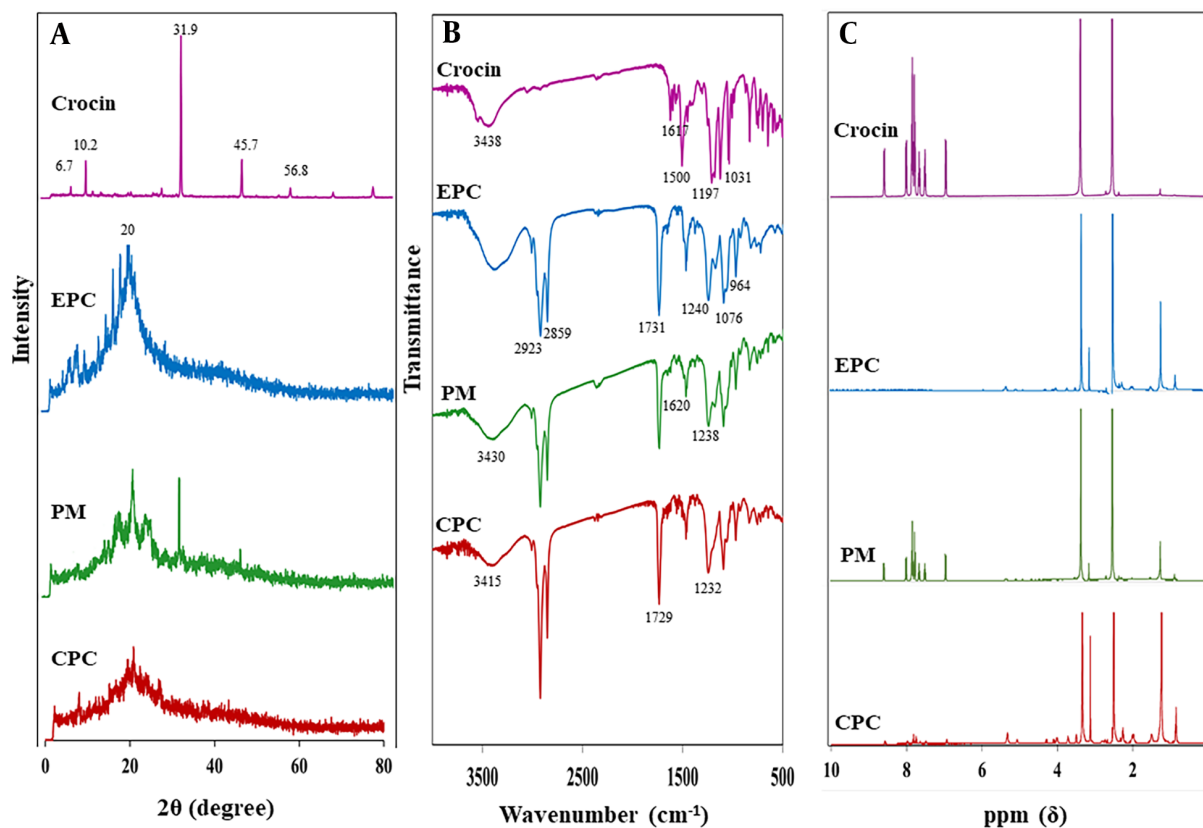 A
31.9
Crocin
10.2
6.7
45.7
56.8
20
EPC
PM
CPC
Intensity
0
20
40
60
80
2θ (degree)
B
Crocin
3438
1617
1500
1031
1197
EPC
964
2859
1731
1240
1076
2923
PM
1620
3430
1238
CPC
3415
1232
1729
Transmittance
3500
2500
1500
500
Wavenumber (cm-1)
C
Crocin
EPC
PM
CPC
10
8
6
4
2
ppm (δ)